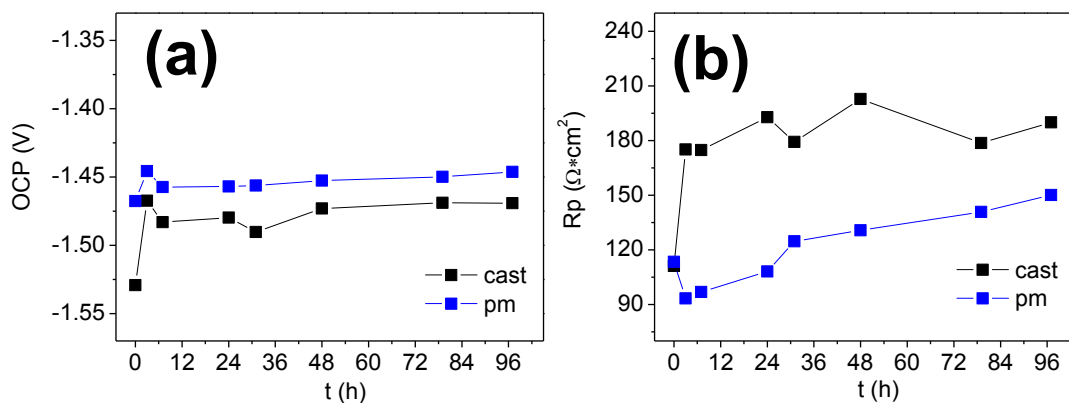 (a)
OCP (V)
-1.35
-1.40
-1.45
-1.50
-1.55
cast
pm
0 12 24 36 48 60 72 84 96
t (h)
(b)
Rp (Ω*cm²)
240
210
180
150
120
90
cast
pm
0 12 24 36 48 60 72 84 96
t (h)